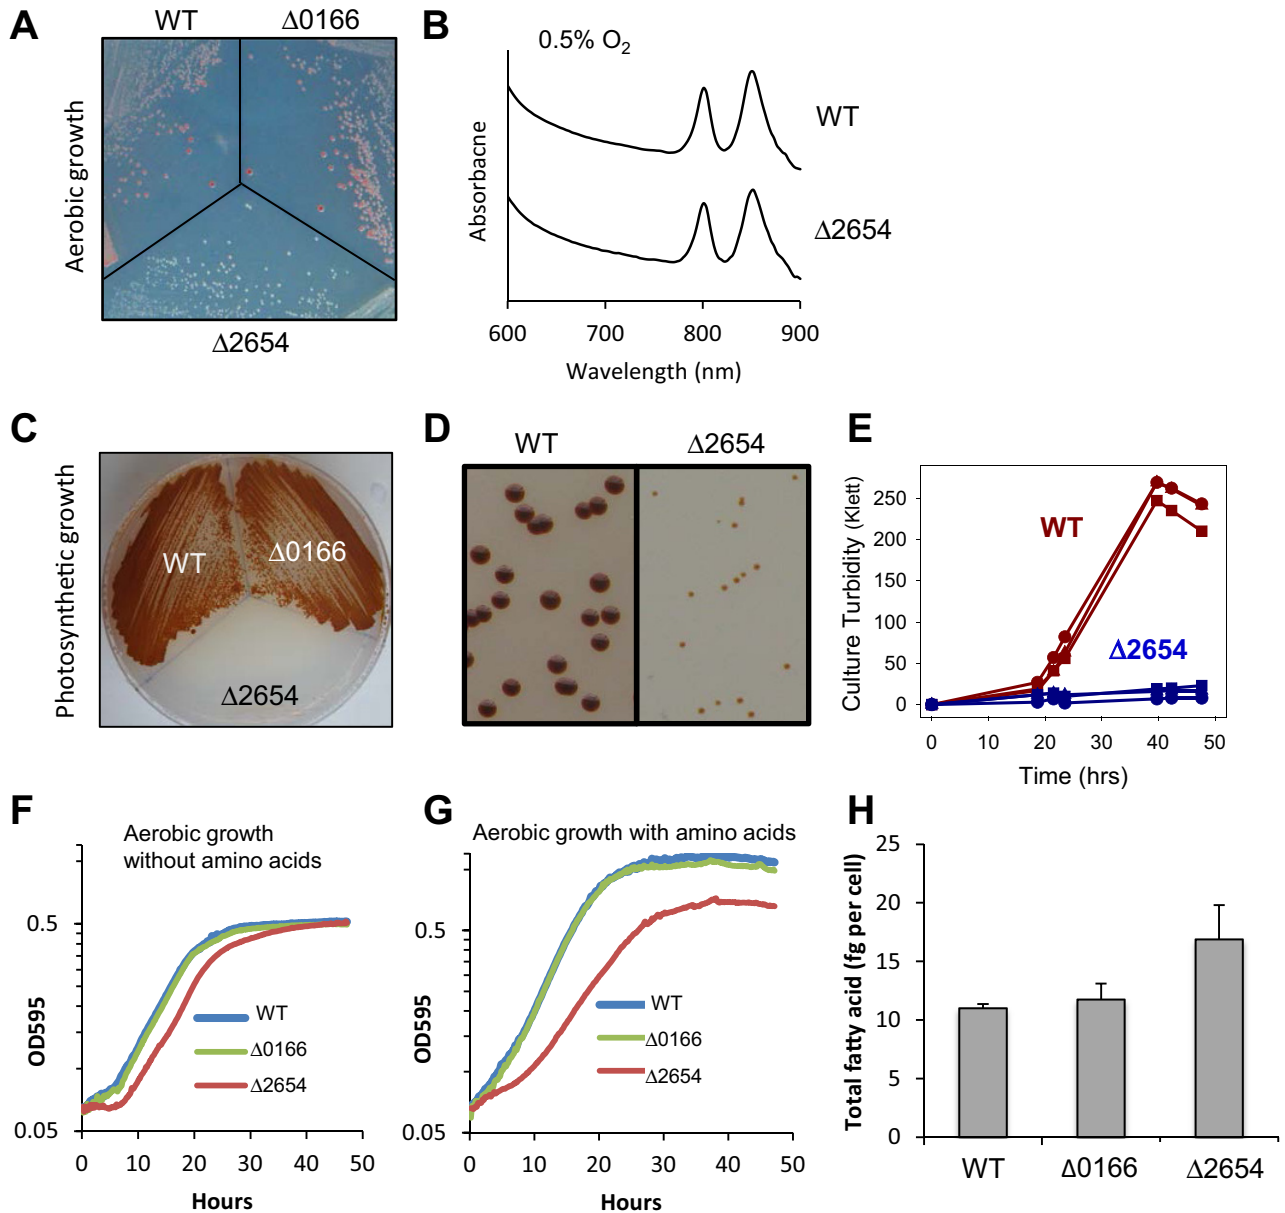 A
WT
Δ0166
Aerobic growth
Δ2654
B
0.5% O2
Absorbacne
WT
Δ2654
600
700
800
900
Wavelength (nm)
C
Photosynthetic growth
WT
Δ0166
Δ2654
D
WT
Δ2654
E
Culture Turbidity (Klett)
250
200
150
100
50
0
WT
Δ2654
0
10
20
30
40
50
Time (hrs)
F
Aerobic growth
without amino acids
OD595
0.5
0.05
WT
Δ0166
Δ2654
0
10
20
30
40
50
Hours
G
Aerobic growth with amino acids
OD595
0.5
0.05
WT
Δ0166
Δ2654
0
10
20
30
40
50
Hours
H
Total fatty acid (fg per cell)
25
20
15
10
5
0
WT
Δ0166
Δ2654